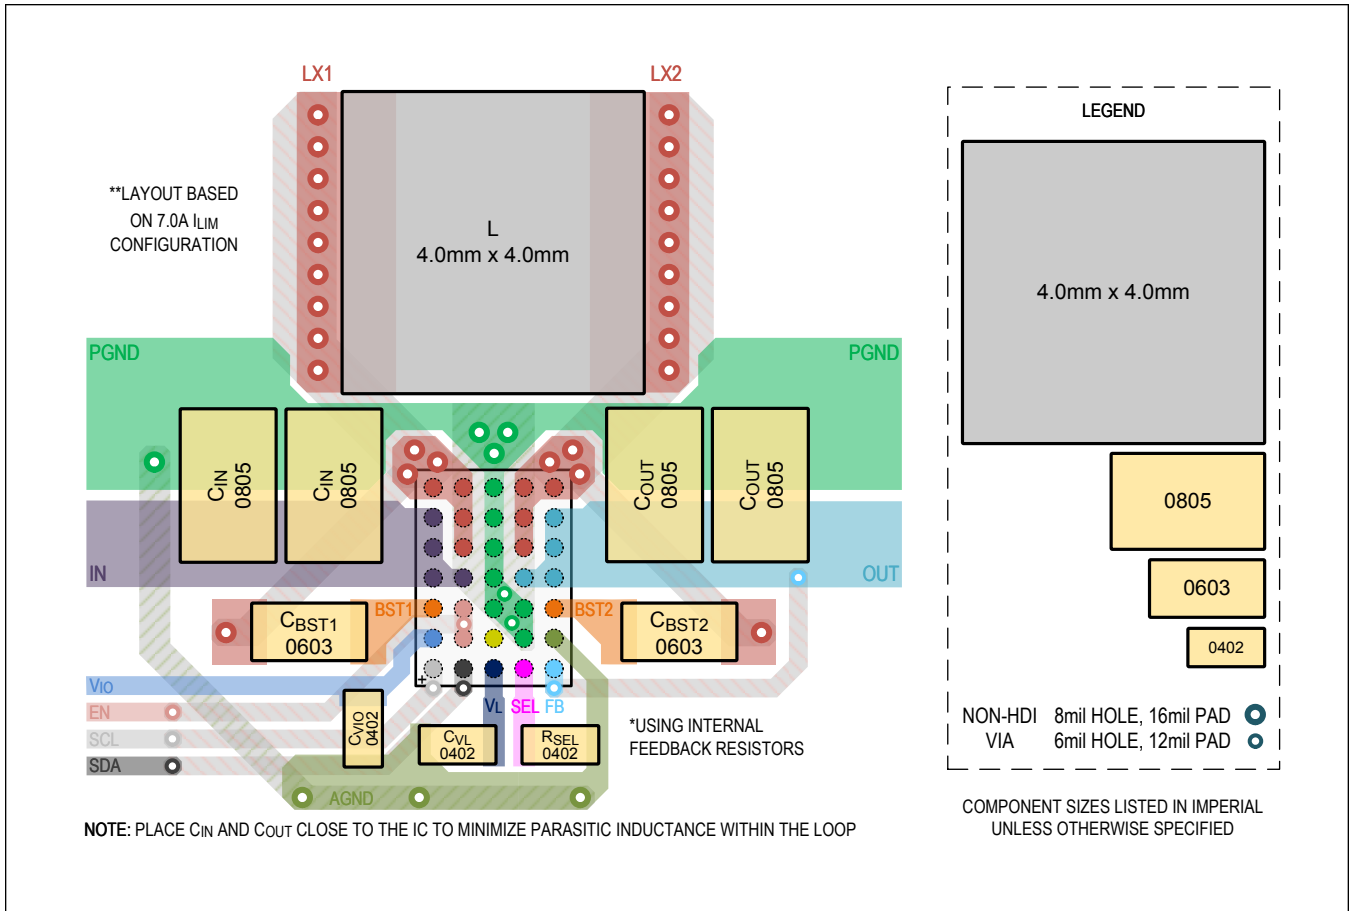 LX1
LX2
**LAYOUT BASED
ON 7.0A ILIM
CONFIGURATION
L
4.0mm x 4.0mm
PGND
PGND
CIN
0805
CIN
0805
COUT
0805
COUT
0805
IN
OUT
BST1
BST2
CBST1
0603
CBST2
0603
VIO
EN
SCL
SDA
+
CVIO
0402
VL
SEL
FB
CVL
0402
RSEL
0402
*USING INTERNAL
FEEDBACK RESISTORS
AGND
NOTE: PLACE CIN AND COUT CLOSE TO THE IC TO MINIMIZE PARASITIC INDUCTANCE WITHIN THE LOOP
LEGEND
4.0mm x 4.0mm
0805
0603
0402
NON-HDI 8mil HOLE, 16mil PAD
VIA 6mil HOLE, 12mil PAD
COMPONENT SIZES LISTED IN IMPERIAL
UNLESS OTHERWISE SPECIFIED